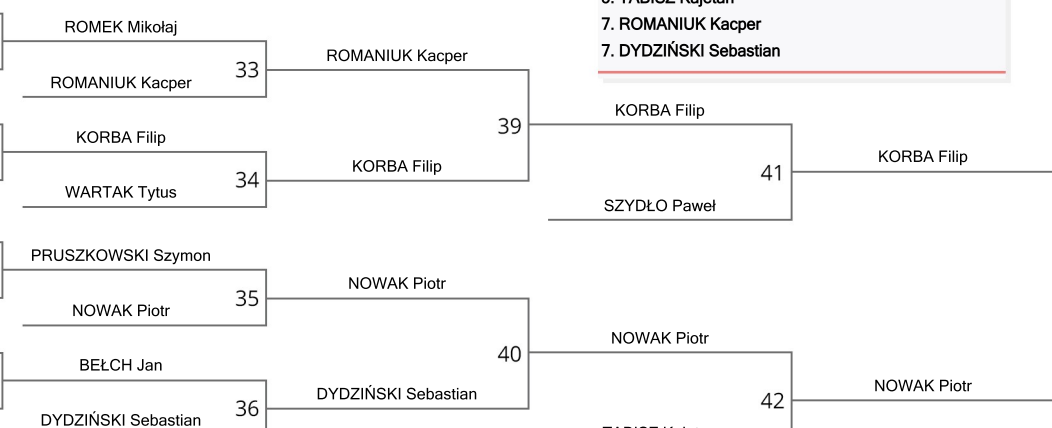 7. ROMANIUK Kacper
7. DYDZIŃSKI Sebastian
ROMEK Mikołaj
ROMANIUK Kacper
33
ROMANIUK Kacper
KORBA Filip
WARTAK Tytus
34
KORBA Filip
39
KORBA Filip
SZYDŁO Paweł
41
KORBA Filip
PRUSZKOWSKI Szymon
NOWAK Piotr
35
NOWAK Piotr
BEŁCH Jan
DYDZIŃSKI Sebastian
36
DYDZIŃSKI Sebastian
40
NOWAK Piotr
42
NOWAK Piotr